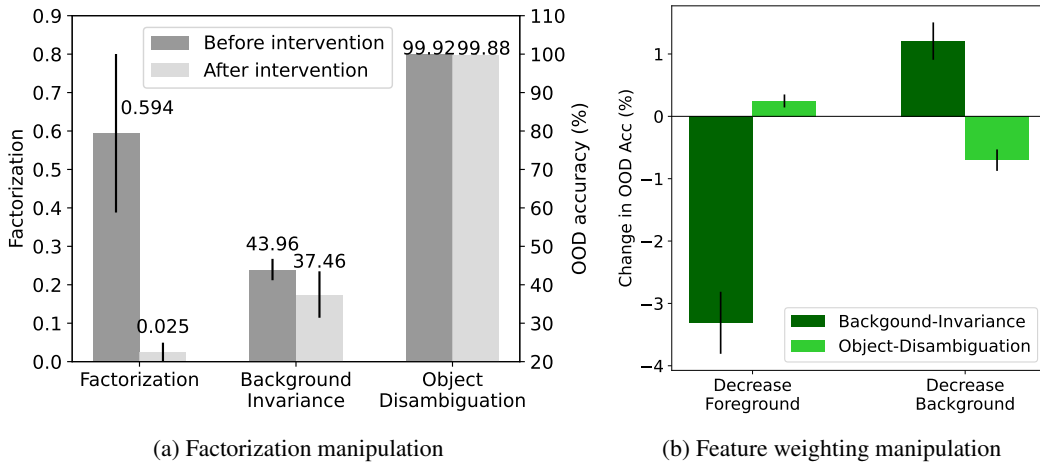 0.9
0.8
0.7
0.6
0.5
0.4
0.3
0.2
0.1
0.0
Factorization
Before intervention
After intervention
0.594
0.025
43.96
37.46
99.92
99.88
110
100
90
80
70
60
50
40
30
20
OOD accuracy (%)
Factorization
Background
Invariance
Object
Disambiguation
(a) Factorization manipulation
1
0
−1
−2
−3
−4
Change in OOD Acc (%)
Backgound-Invariance
Object-Disambiguation
Decrease
Foreground
Decrease
Background
(b) Feature weighting manipulation